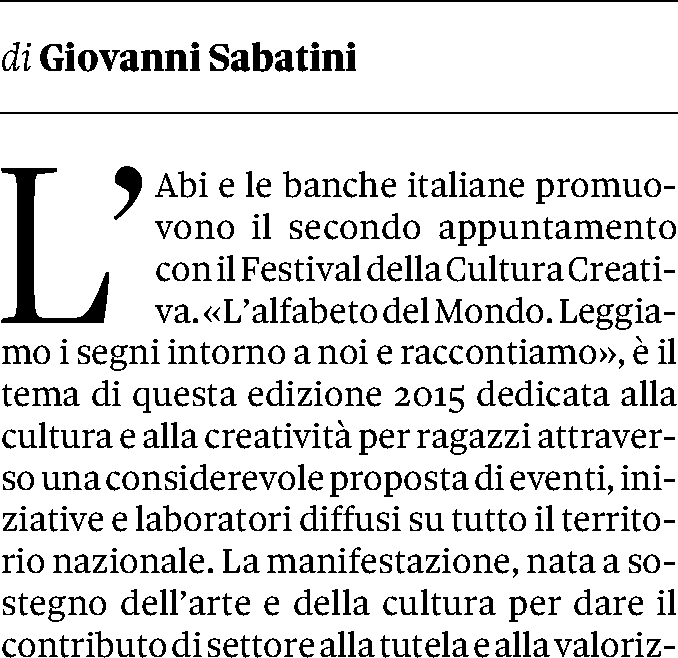 di Giovanni Sabatini
L’Abi e le banche italiane promuo-
vono il secondo appuntamento
con il Festival della Cultura Creati-
va. «L’alfabeto del Mondo. Leggia-
mo i segni intorno a noi e raccontiamo», è il
tema di questa edizione 2015 dedicata alla
cultura e alla creatività per ragazzi attraver-
so una considerevole proposta di eventi, ini-
ziative e laboratori diffusi su tutto il territo-
rio nazionale. La manifestazione, nata a so-
stegno dell’arte e della cultura per dare il
contributo di settore alla tutela e alla valoriz-